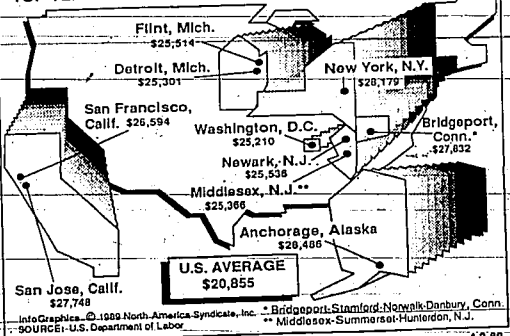 Flint, Mich.
$25,514
Detroit, Mich.
$25,301
New York, N.Y.
$28,179
San Francisco,
Calif. $26,594
Washington, D.C.
$25,210
Bridgeport,
Conn.*
$27,832
Newark, N.J.
$25,536
Middlesex, N.J.**
$25,366
Anchorage, Alaska
$28,486
U.S. AVERAGE
$20,855
San Jose, Calif.
$27,748
InfoGraphics © 1989 North America Syndicate, Inc.
* Bridgeport-Stamford-Norwalk-Danbury, Conn.
SOURCE: U.S. Department of Labor
** Middlesex-Summerset-Hunterdon, N.J.